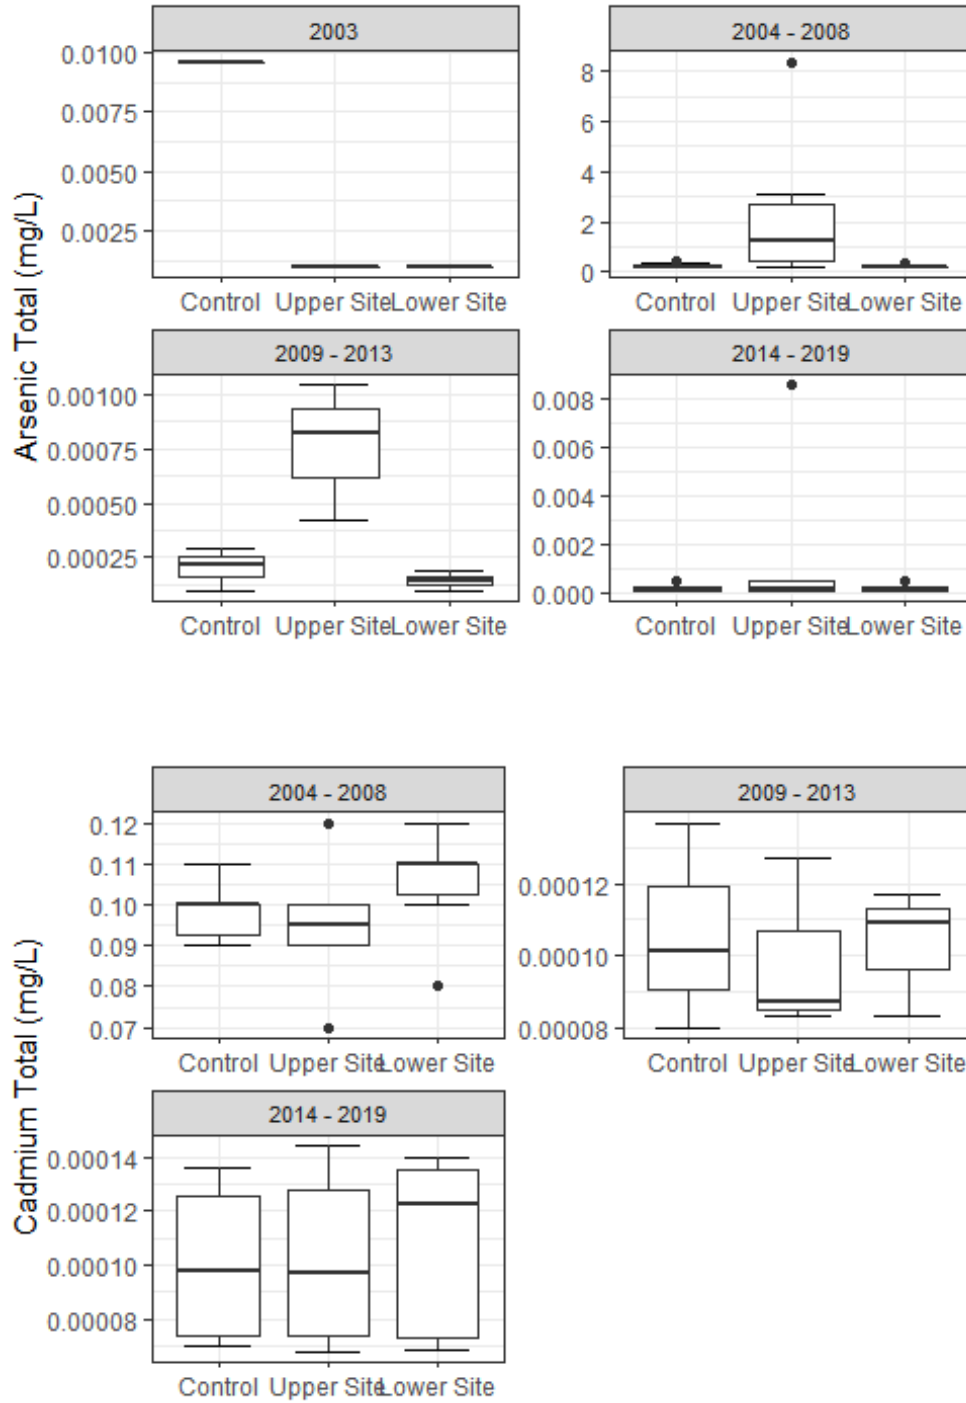 Arsenic Total (mg/L)
2003
0.0100
0.0075
0.0050
0.0025
Control Upper Site Lower Site
2004 - 2008
8
6
4
2
0
Control Upper Site Lower Site
2009 - 2013
0.00100
0.00075
0.00050
0.00025
Control Upper Site Lower Site
2014 - 2019
0.008
0.006
0.004
0.002
0.000
Control Upper Site Lower Site
Cadmium Total (mg/L)
2004 - 2008
0.12
0.11
0.10
0.09
0.08
0.07
Control Upper Site Lower Site
2009 - 2013
0.00012
0.00010
0.00008
Control Upper Site Lower Site
2014 - 2019
0.00014
0.00012
0.00010
0.00008
Control Upper Site Lower Site